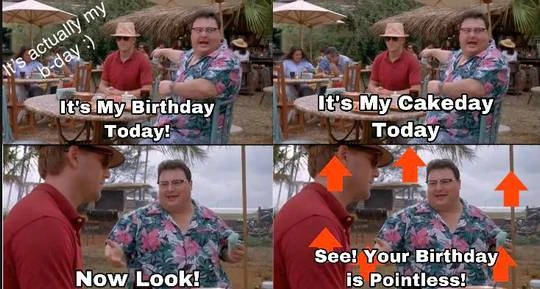 It's actually my
b-day :)
It's My Birthday
Today!
It's My Cakeday
Today
Now Look!
See! Your Birthday
is Pointless!